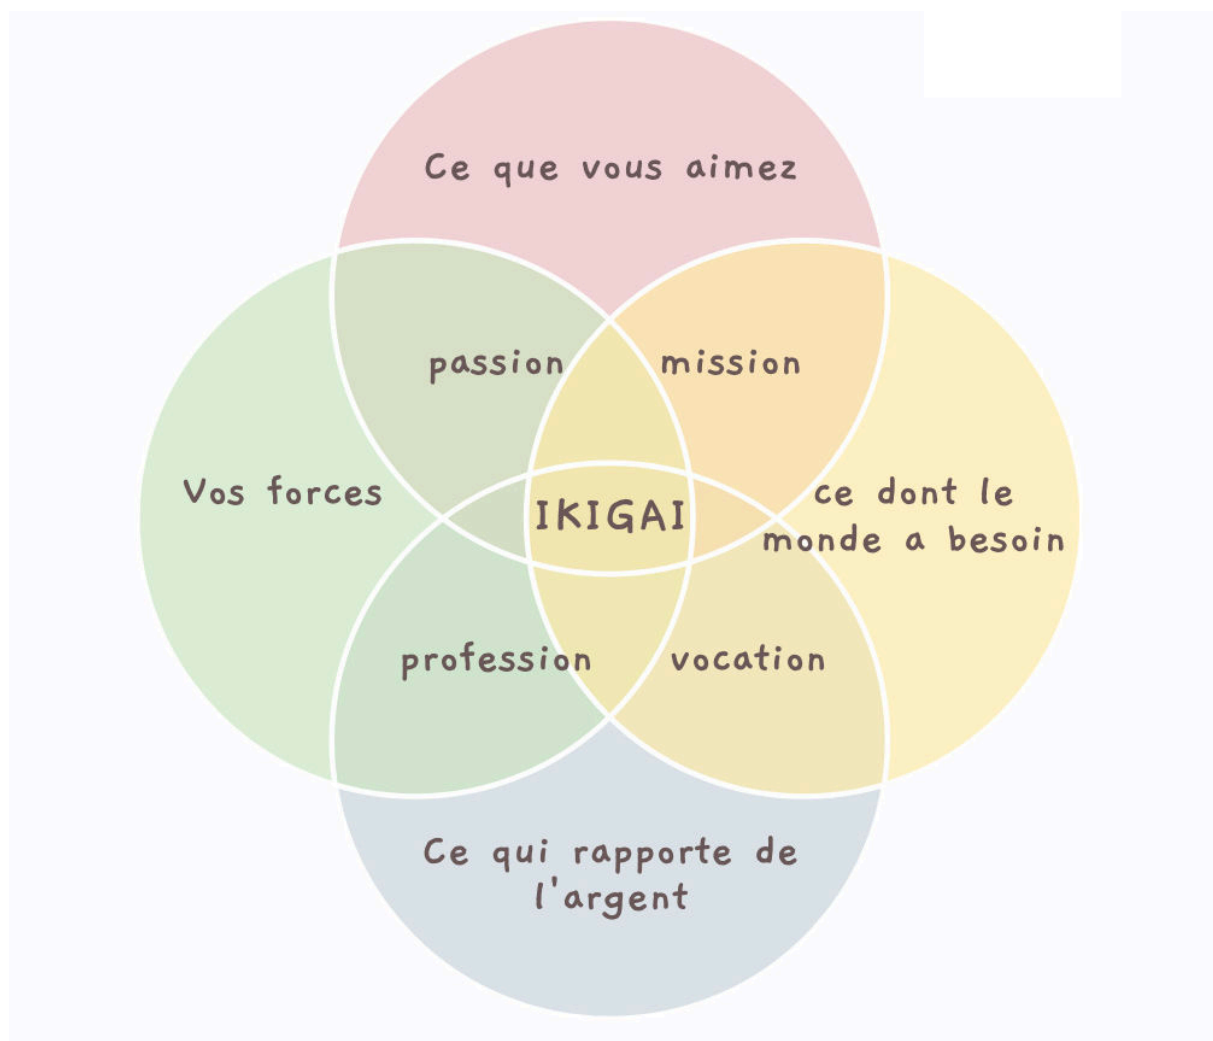 Ce que vous aimez
passion
mission
Vos forces
ce dont le
monde a besoin
IKIGAI
profession
vocation
Ce qui rapporte de
l'argent